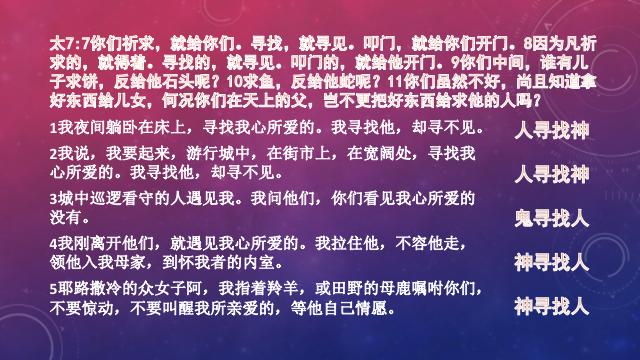 太7:7你们祈求，就给你们。寻找，就寻见。叩门，就给你们开门。8因为凡祈
求的，就得着。寻找的，就寻见。叩门的，就给他开门。9你们中间，谁有儿
子求饼，反给他石头呢？10求鱼，反给他蛇呢？11你们虽然不好，尚且知道拿
好东西给儿女，何况你们在天上的父，岂不更把好东西给求他的人吗？
1我夜间躺卧在床上，寻找我心所爱的。我寻找他，却寻不见。
人寻找神
2我说，我要起来，游行城中，在街市上，在宽阔处，寻找我
心所爱的。我寻找他，却寻不见。
人寻找神
3城中巡逻看守的人遇见我。我问他们，你们看见我心所爱的
没有。
鬼寻找人
4我刚离开他们，就遇见我心所爱的。我拉住他，不容他走，
领他入我母家，到怀我者的内室。
神寻找人
5耶路撒冷的众女子阿，我指着羚羊，或田野的母鹿嘱咐你们，
不要惊动，不要叫醒我所亲爱的，等他自己情愿。
神寻找人